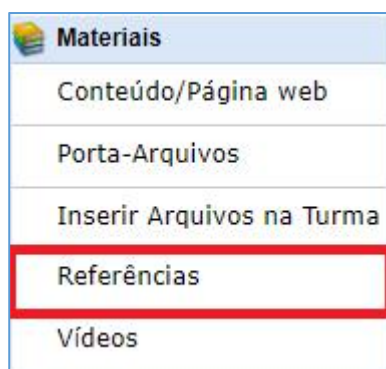 Materiais
Conteúdo/Página web
Porta-Arquivos
Inserir Arquivos na Turma
Referências
Vídeos